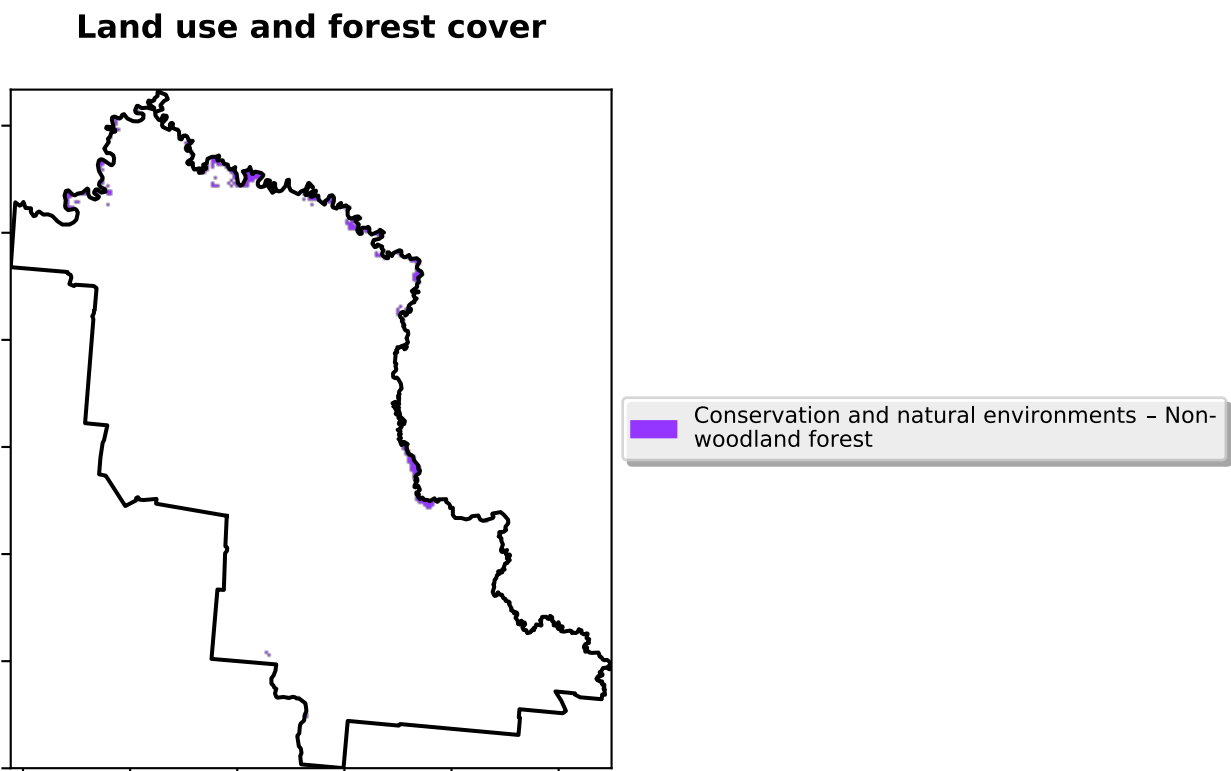 Land use and forest cover
Conservation and natural environments – Non-
woodland forest